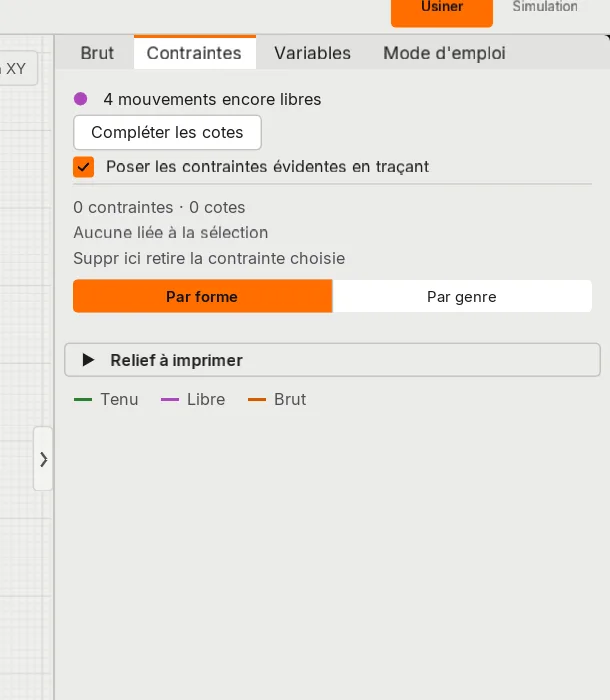 Usiner Simulation
XY
Brut Contraintes Variables Mode d'emploi
4 mouvements encore libres
Compléter les cotes
Poser les contraintes évidentes en traçant
0 contraintes · 0 cotes
Aucune liée à la sélection
Suppr ici retire la contrainte choisie
Par forme Par genre
Relief à imprimer
Tenu Libre Brut